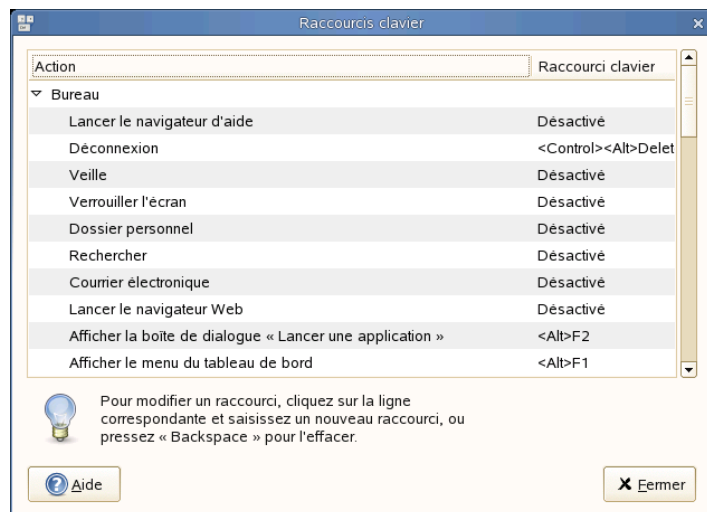 Raccourcis clavier
Action Raccourci clavier
Bureau
Lancer le navigateur d'aide Désactivé
Déconnexion <Control><Alt>Delet
Veille Désactivé
Verrouiller l'écran Désactivé
Dossier personnel Désactivé
Rechercher Désactivé
Courrier électronique Désactivé
Lancer le navigateur Web Désactivé
Afficher la boîte de dialogue « Lancer une application » <Alt>F2
Afficher le menu du tableau de bord <Alt>F1
Pour modifier un raccourci, cliquez sur la ligne
correspondante et saisissez un nouveau raccourci, ou
pressez « Backspace » pour l'effacer.
Aide Fermer